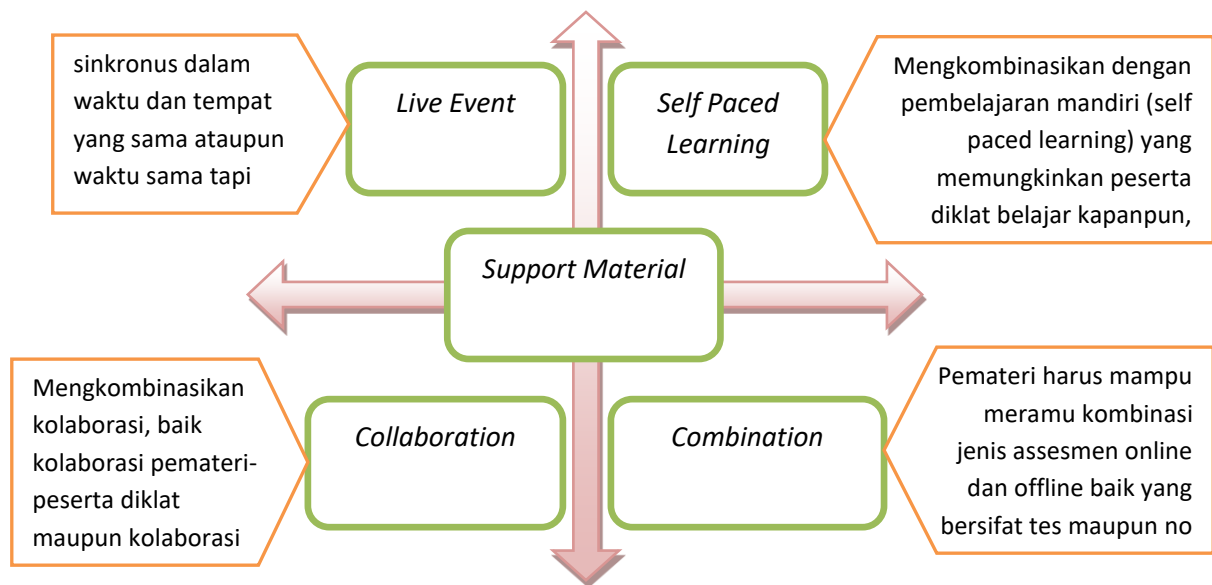 sinkronus dalam
waktu dan tempat
yang sama ataupun
waktu sama tapi
Live Event
Self Paced
Learning
Mengkombinasikan dengan
pembelajaran mandiri (self
paced learning) yang
memungkinkan peserta
diklat belajar kapanpun,
Support Material
Mengkombinasikan
kolaborasi, baik
kolaborasi pemateri-
peserta diklat
maupun kolaborasi
Collaboration
Combination
Pemateri harus mampu
meramu kombinasi
jenis assesmen online
dan offline baik yang
bersifat tes maupun no